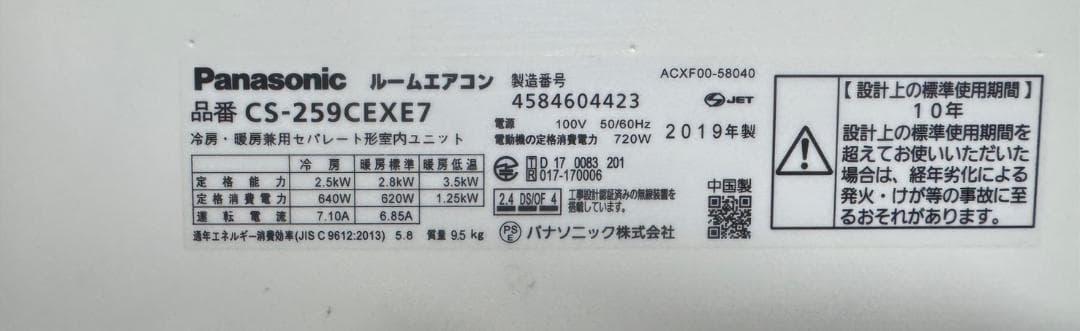 Panasonic ルームエアコン
品番 CS-259CEXE7
冷房・暖房兼用セパレート形室内ユニット
冷房 暖房標準 暖房低温
定格能力 2.5kW 2.8kW 3.5kW
定格消費電力 640W 620W 1.25kW
運転電流 7.10A 6.85A
通年エネルギー消費効率(JIS C 9612:2013) 5.8 質量 9.5 kg
製造番号
4584604423
電源 100V 50/60Hz
電動機の定格消費電力 720W
T D 17 0083 201
R 017-170006
2.4 DS/OF 4
工事設計認証済みの無線装置を
搭載しています。
PSE パナソニック株式会社
ACXF00-58040
JET
2019年製
中国製
【設計上の標準使用期間】
10年
設計上の標準使用期間を
超えてお使いいただいた
場合は、経年劣化による
発火・けが等の事故に至
るおそれがあります。